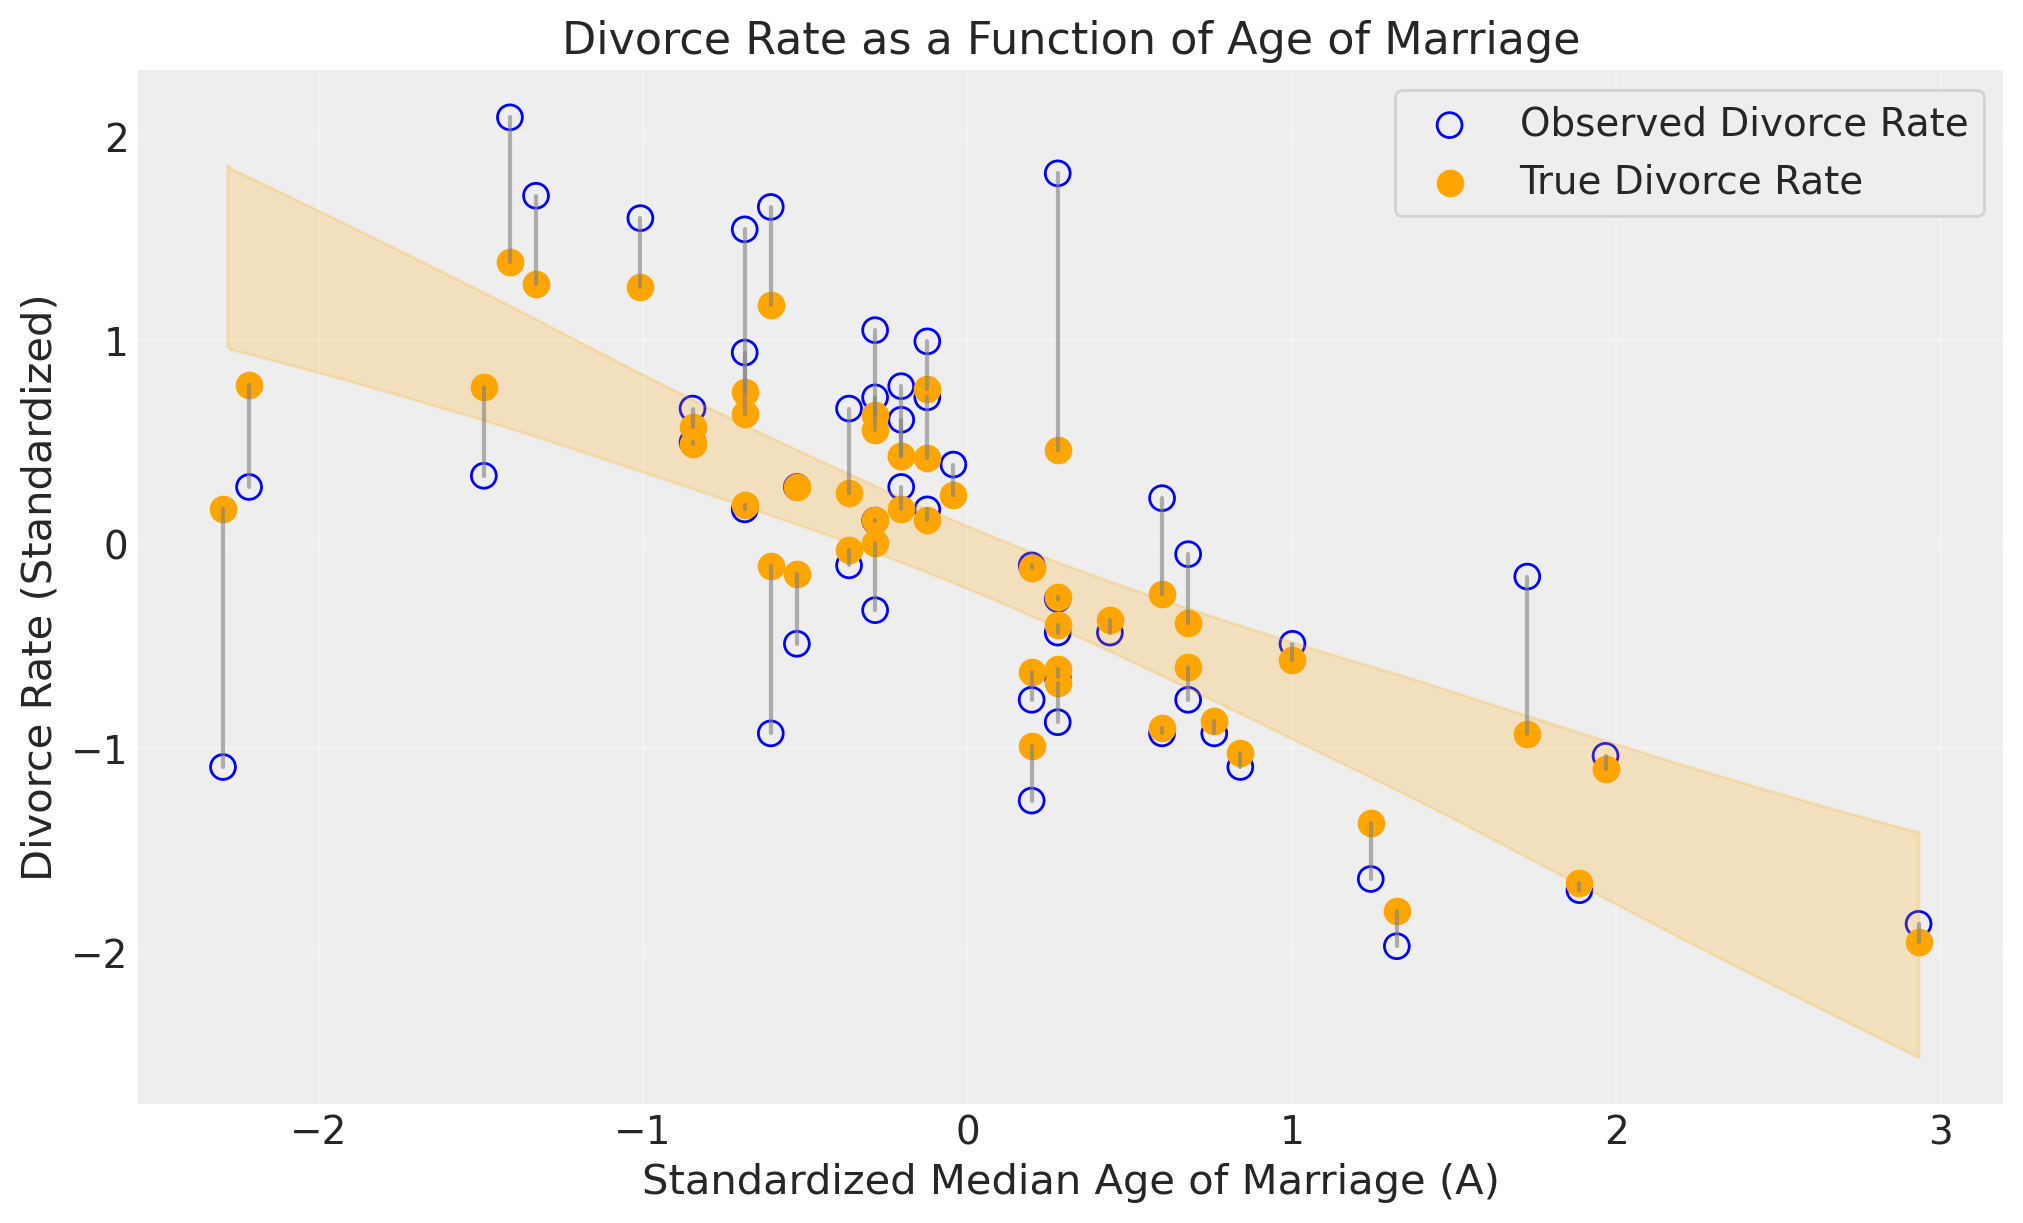 Divorce Rate as a Function of Age of Marriage
Observed Divorce Rate
True Divorce Rate
Divorce Rate (Standardized)
2
1
0
−1
−2
−2
−1
0
1
2
3
Standardized Median Age of Marriage (A)